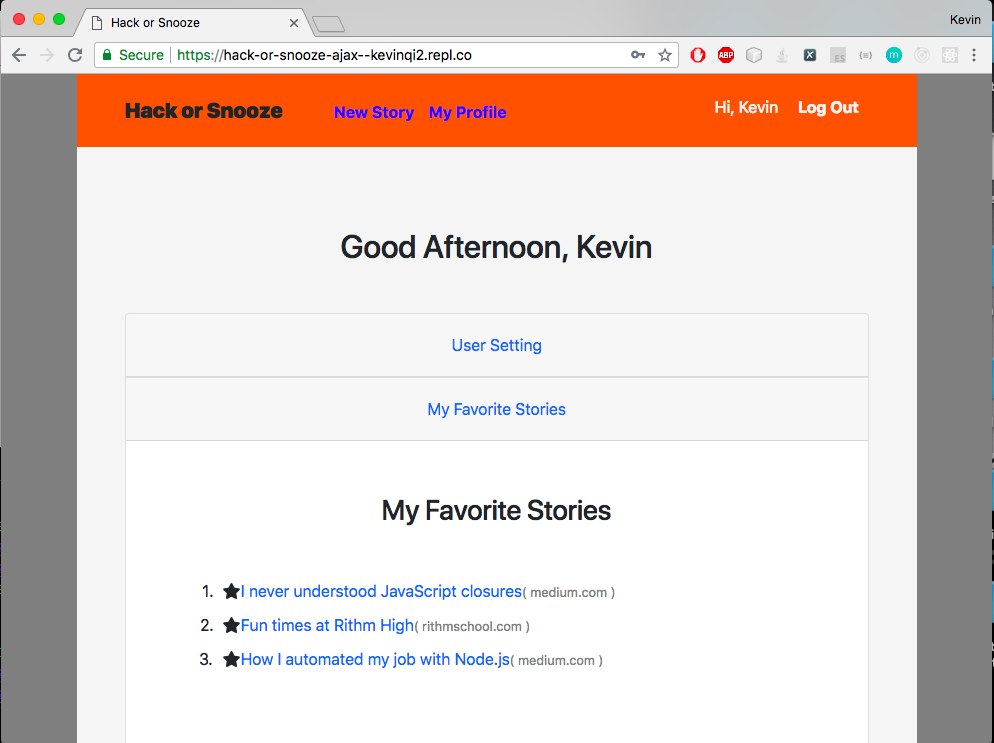 Hack or Snooze
Kevin
Secure https://hack-or-snooze-ajax--kevinqi2.repl.co
ABP
X
ES
m
Hack or Snooze New Story My Profile Hi, Kevin Log Out
Good Afternoon, Kevin
User Setting
My Favorite Stories
My Favorite Stories
1. I never understood JavaScript closures( medium.com )
2. Fun times at Rithm High( rithmschool.com )
3. How I automated my job with Node.js( medium.com )